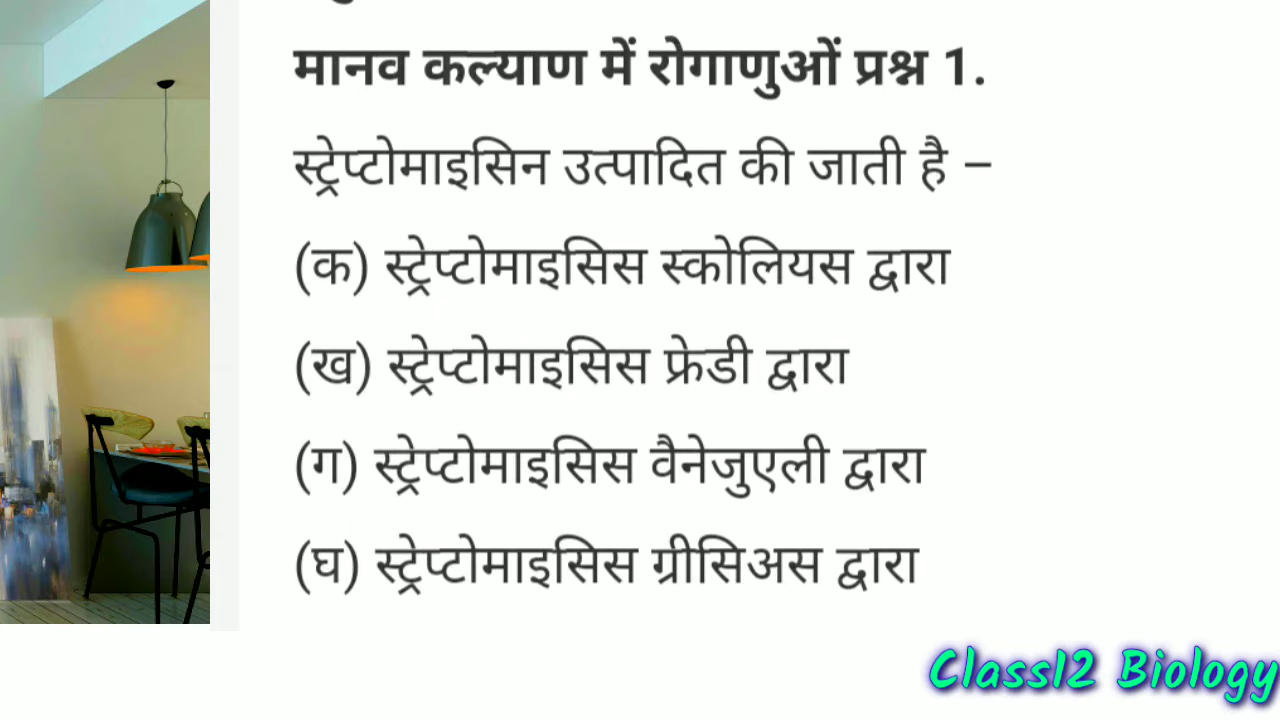 मानव कल्याण में रोगाणुओं प्रश्न 1.
स्ट्रेप्टोमाइसिन उत्पादित की जाती है –
(क) स्ट्रेप्टोमाइसिस स्कोलियस द्वारा
(ख) स्ट्रेप्टोमाइसिस फ्रेडी द्वारा
(ग) स्ट्रेप्टोमाइसिस वैनेजुएली द्वारा
(घ) स्ट्रेप्टोमाइसिस ग्रीसिअस द्वारा
Class12 Biology